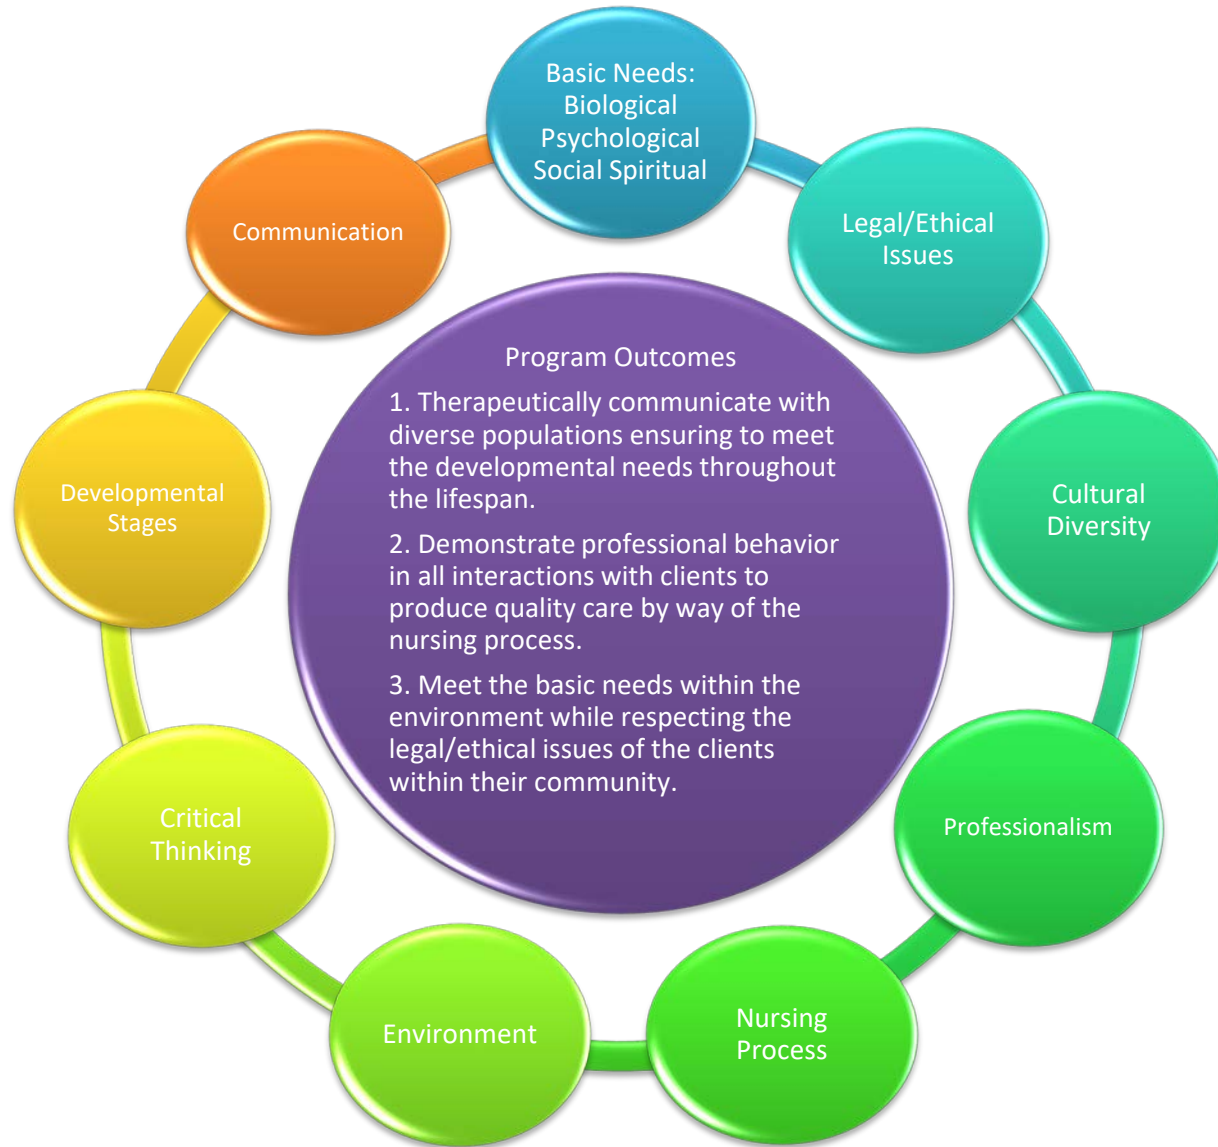 Basic Needs:
Biological
Psychological
Social Spiritual
Legal/Ethical
Issues
Cultural
Diversity
Professionalism
Nursing
Process
Environment
Critical
Thinking
Developmental
Stages
Communication
Program Outcomes
1. Therapeutically communicate with
diverse populations ensuring to meet
the developmental needs throughout
the lifespan.
2. Demonstrate professional behavior
in all interactions with clients to
produce quality care by way of the
nursing process.
3. Meet the basic needs within the
environment while respecting the
legal/ethical issues of the clients
within their community.